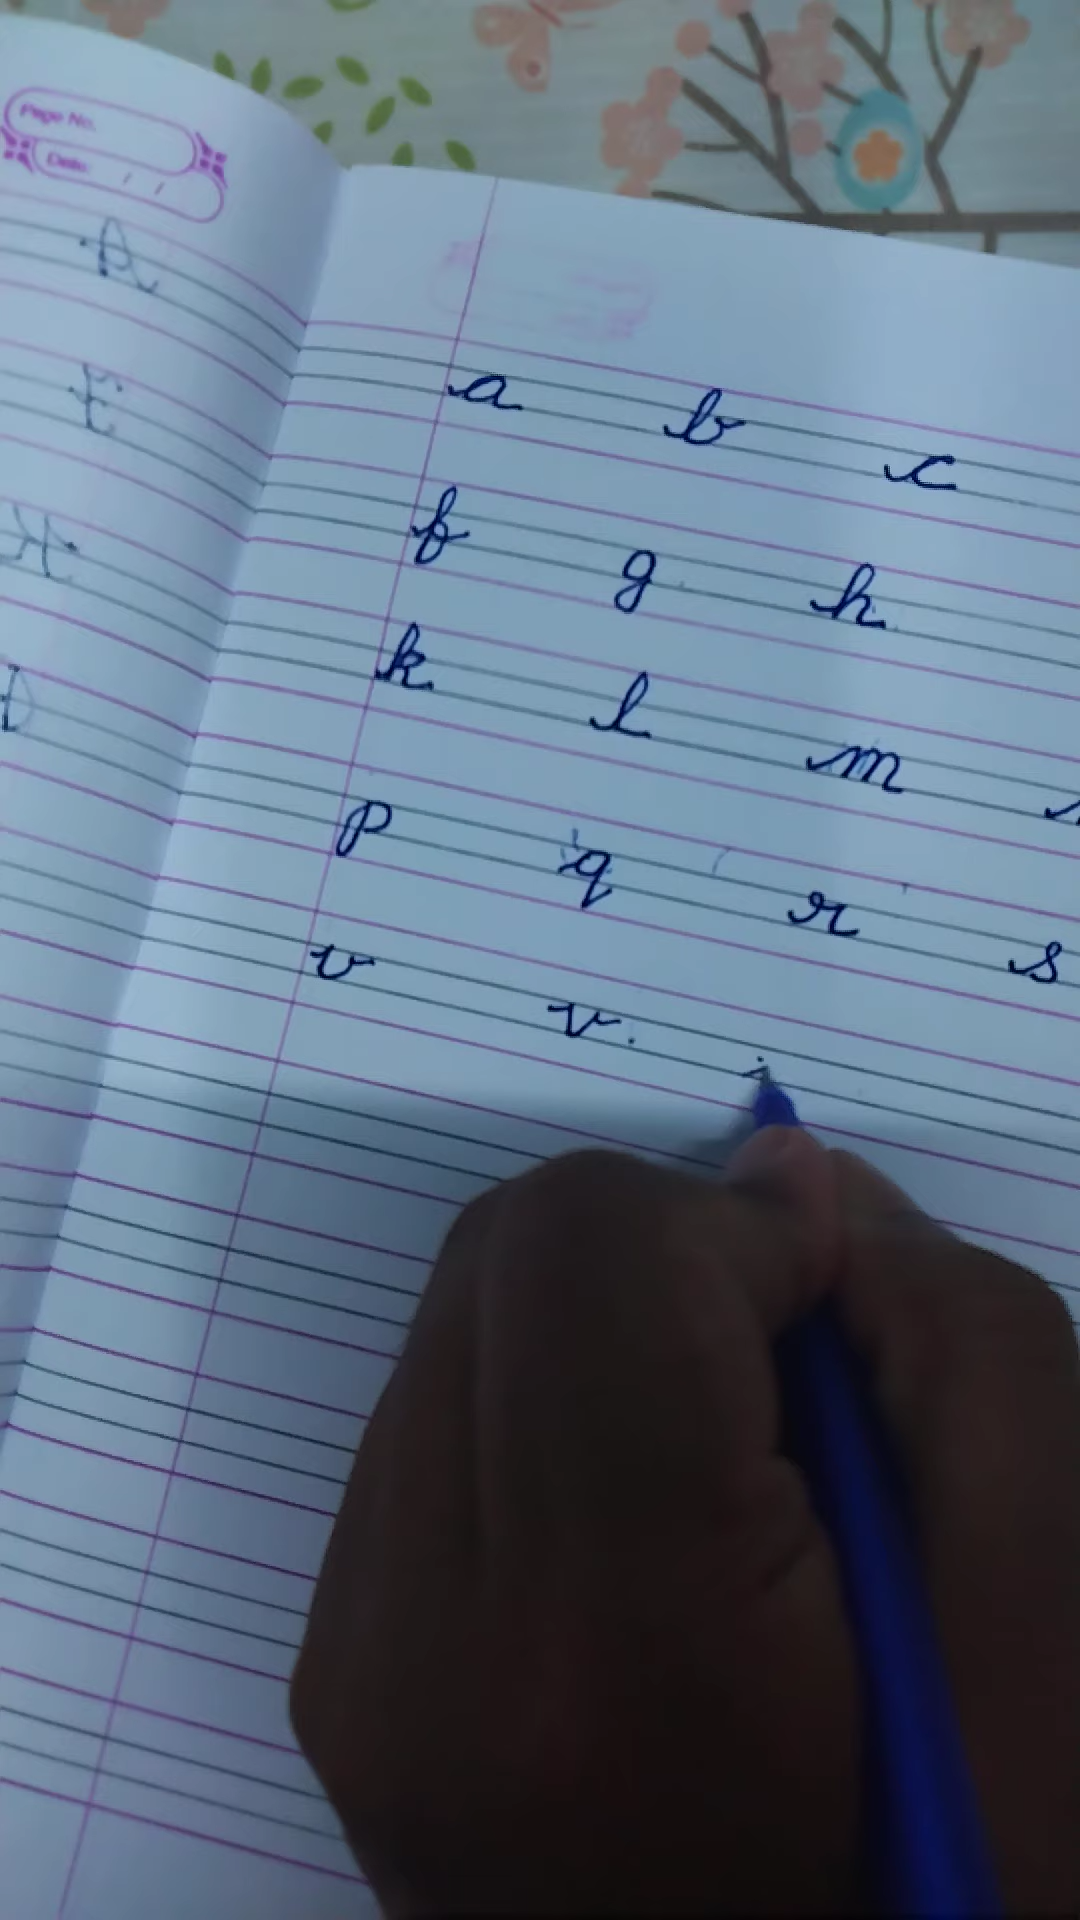 Page No.
Date: / /
A
a b c
f g h
k l m
p q r s
v v.